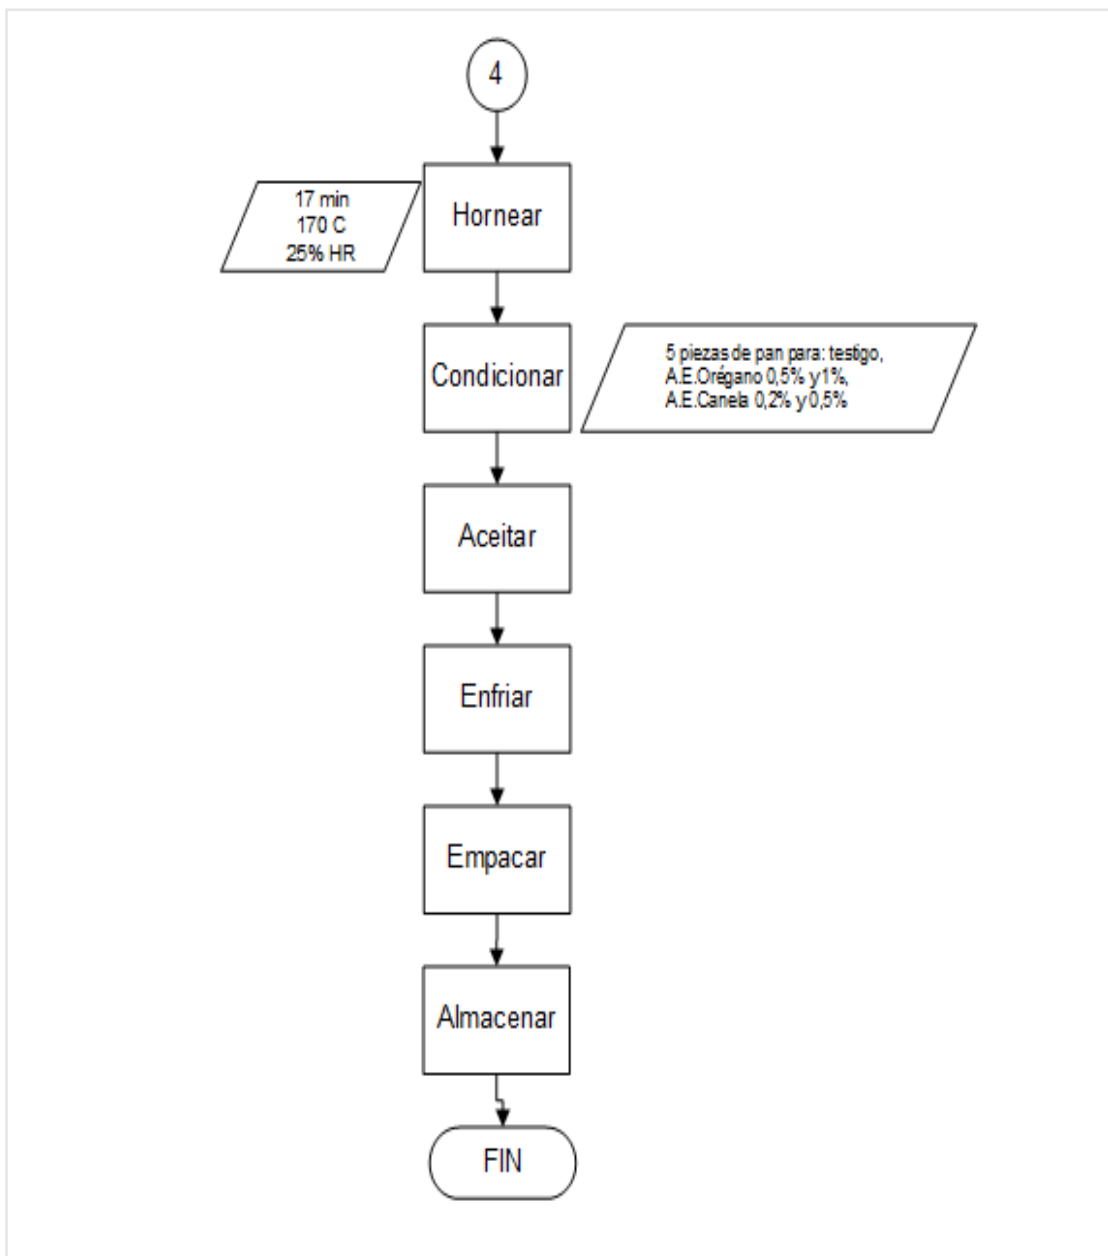 4
17 min
170 C
25% HR
Hornear
Condicionar
5 piezas de pan para: testigo,
A.E.Orégano 0,5% y 1%,
A.E.Canela 0,2% y 0,5%
Aceitar
Enfriar
Empacar
Almacenar
FIN